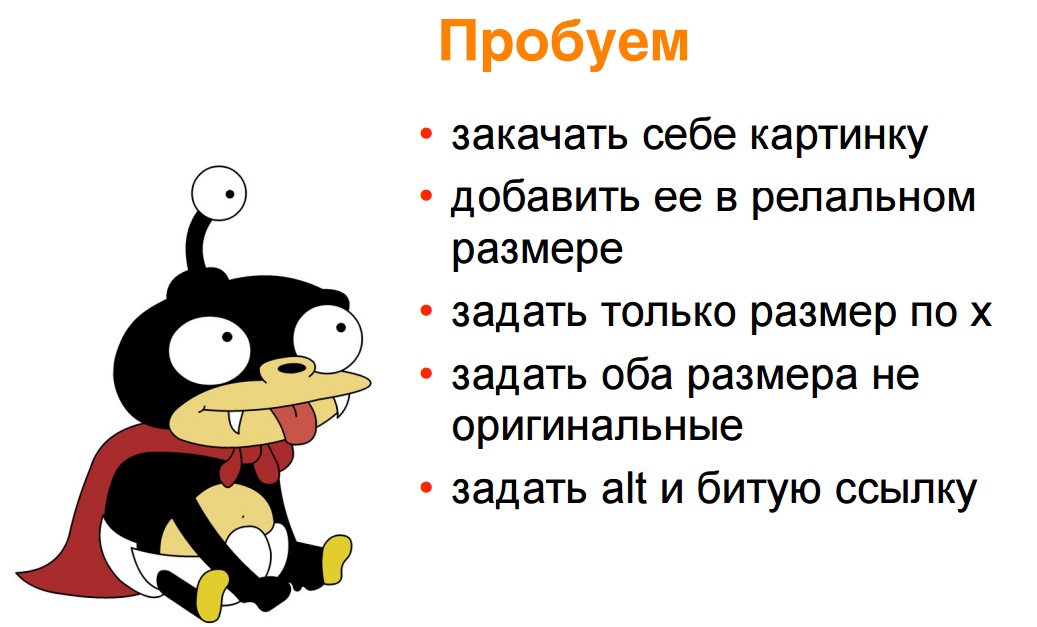 Пробуем
• закачать себе картинку
• добавить ее в релальном
размере
• задать только размер по х
• задать оба размера не
оригинальные
• задать alt и битую ссылку